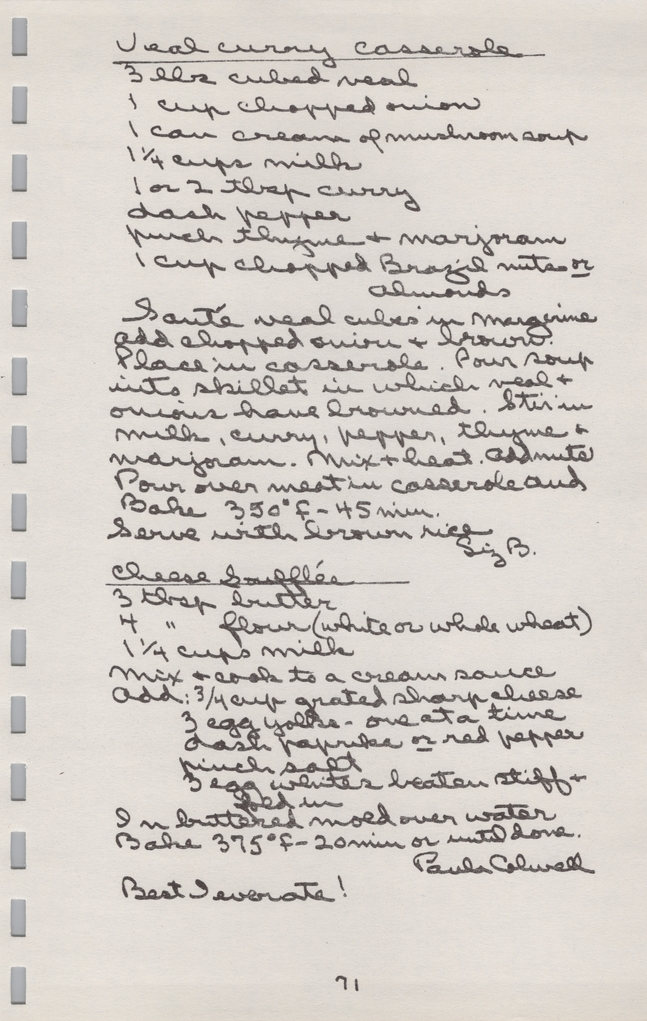 Veal curry casserole
3 lbs cubed veal
1 cup chopped onion
1 can cream of mushroom soup
1 1/4 cups milk
1 or 2 tbsp curry
dash pepper
pinch thyme + marjoram
1 cup chopped Brazil nuts or
almonds
Sauté veal cubes in margerine
add chopped onion + brown.
Place in casserole. Pour soup
into skillet in which veal +
onions have browned. Stir in
milk, curry, pepper, thyme +
marjoram. Mix + heat. Add nuts
Pour over meat in casserole and
Bake 350°F - 45 min.
Serve with brown rice
Liz B.
Cheese Soufflée
3 tbsp butter
4 " flour (white or whole wheat)
1 1/4 cups milk
Mix + cook to a cream sauce
Add: 3/4 cup grated sharp cheese
3 egg yolks - one at a time
dash paprika or red pepper
pinch salt
3 egg whites beaten stiff +
fold in
In buttered mold over water
Bake 375°F - 20 min or until done.
Paula Colwell
Best I ever ate!
71